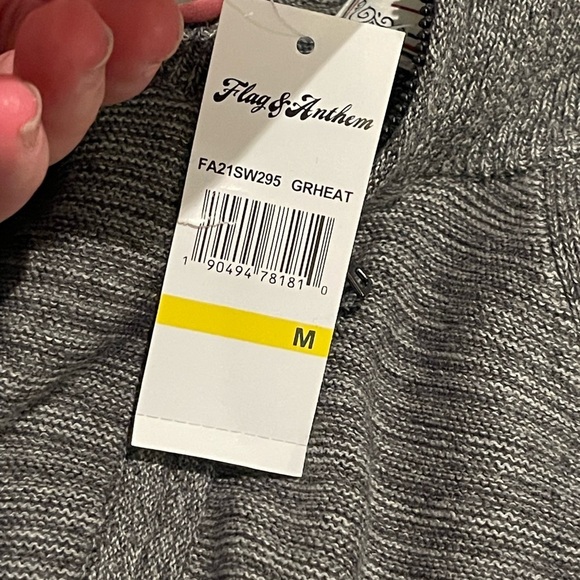 Flag & Anthem
FA21SW295 GRHEAT
1 90494 78181 0
M